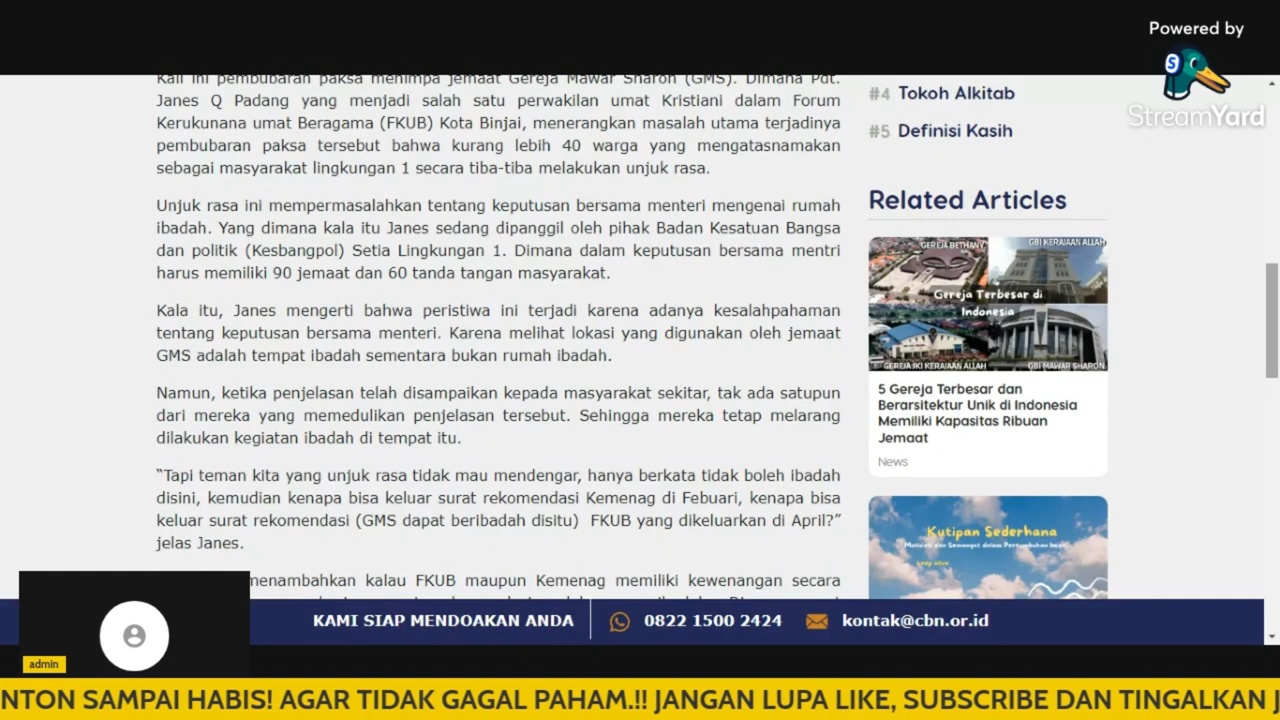 Powered by
StreamYard
Kali ini pembubaran paksa menimpa jemaat Gereja Mawar Sharon (GMS). Dimana Pdt.
Janes Q Padang yang menjadi salah satu perwakilan umat Kristiani dalam Forum
Kerukunana umat Beragama (FKUB) Kota Binjai, menerangkan masalah utama terjadinya
pembubaran paksa tersebut bahwa kurang lebih 40 warga yang mengatasnamakan
sebagai masyarakat lingkungan 1 secara tiba-tiba melakukan unjuk rasa.
Unjuk rasa ini mempermasalahkan tentang keputusan bersama menteri mengenai rumah
ibadah. Yang dimana kala itu Janes sedang dipanggil oleh pihak Badan Kesatuan Bangsa
dan politik (Kesbangpol) Setia Lingkungan 1. Dimana dalam keputusan bersama mentri
harus memiliki 90 jemaat dan 60 tanda tangan masyarakat.
Kala itu, Janes mengerti bahwa peristiwa ini terjadi karena adanya kesalahpahaman
tentang keputusan bersama menteri. Karena melihat lokasi yang digunakan oleh jemaat
GMS adalah tempat ibadah sementara bukan rumah ibadah.
Namun, ketika penjelasan telah disampaikan kepada masyarakat sekitar, tak ada satupun
dari mereka yang memedulikan penjelasan tersebut. Sehingga mereka tetap melarang
dilakukan kegiatan ibadah di tempat itu.
“Tapi teman kita yang unjuk rasa tidak mau mendengar, hanya berkata tidak boleh ibadah
disini, kemudian kenapa bisa keluar surat rekomendasi Kemenag di Febuari, kenapa bisa
keluar surat rekomendasi (GMS dapat beribadah disitu) FKUB yang dikeluarkan di April?”
jelas Janes.
menambahkan kalau FKUB maupun Kemenag memiliki kewenangan secara
#4 Tokoh Alkitab
#5 Definisi Kasih
Related Articles
GEREJA BETHANY
GBI KERAJAAN ALLAH
Gereja Terbesar di
Indonesia
GEREJA IKI KERAJAAN ALLAH
GBI MAWAR SHARON
5 Gereja Terbesar dan
Berarsitektur Unik di Indonesia
Memiliki Kapasitas Ribuan
Jemaat
News
Kutipan Sederhana
KAMI SIAP MENDOAKAN ANDA
0822 1500 2424
kontak@cbn.or.id
admin
NTON SAMPAI HABIS! AGAR TIDAK GAGAL PAHAM.!! JANGAN LUPA LIKE, SUBSCRIBE DAN TINGALKAN